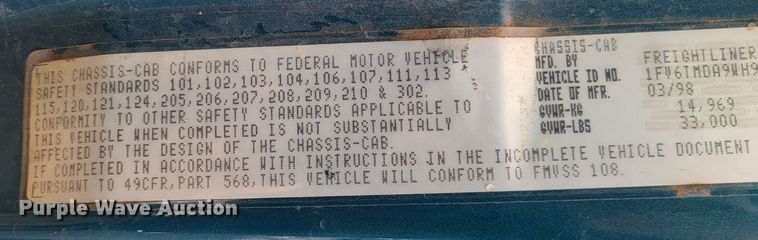 THIS CHASSIS-CAB CONFORMS TO FEDERAL MOTOR VEHICLE
SAFETY STANDARDS 101,102,103,104,106,107,111,113
115,120,121,124,205,206,207,208,209,210 & 302.
CONFORMITY TO OTHER SAFETY STANDARDS APPLICABLE TO
THIS VEHICLE WHEN COMPLETED IS NOT SUBSTANTIALLY
AFFECTED BY THE DESIGN OF THE CHASSIS-CAB.
IF COMPLETED IN ACCORDANCE WITH INSTRUCTIONS IN THE INCOMPLETE VEHICLE DOCUMENT
PURSUANT TO 49CFR,PART 568,THIS VEHICLE WILL CONFORM TO FMVSS 108.
CHASSIS-CAB
MFD. BY FREIGHTLINER
VEHICLE ID NO. 1FV6TMDA9WH9
DATE OF MFR. 03/98
GVWR-KG 14,969
GVWR-LBS 33,000
Purple Wave Auction